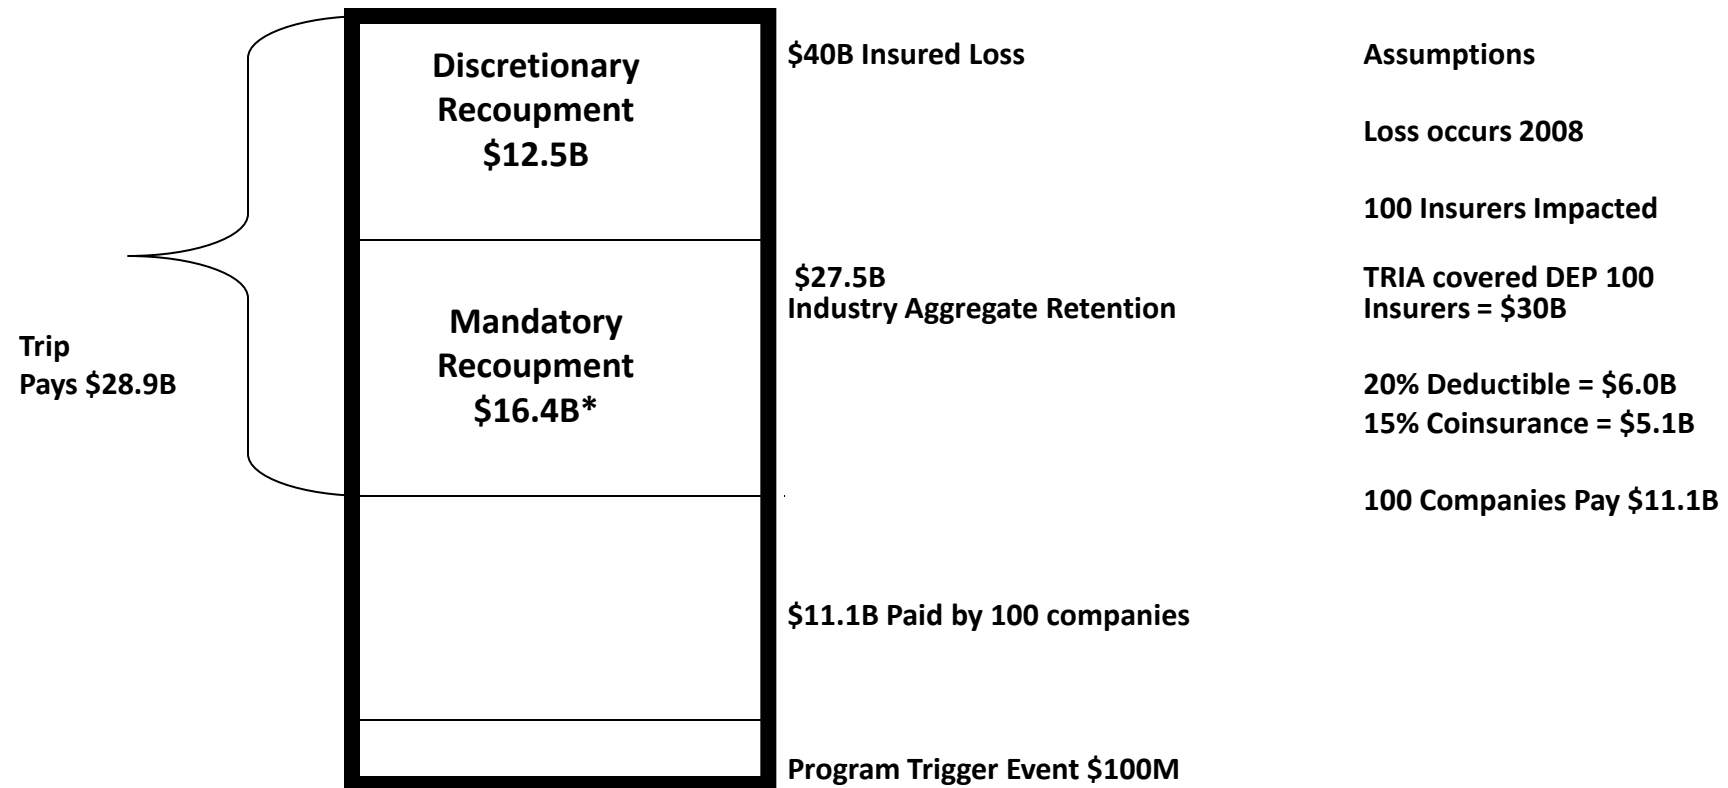 Discretionary
Recoupment
$12.5B
Mandatory
Recoupment
$16.4B*
Trip
Pays $28.9B
$40B Insured Loss
$27.5B
Industry Aggregate Retention
$11.1B Paid by 100 companies
Program Trigger Event $100M
Assumptions
Loss occurs 2008
100 Insurers Impacted
TRIA covered DEP 100
Insurers = $30B
20% Deductible = $6.0B
15% Coinsurance = $5.1B
100 Companies Pay $11.1B